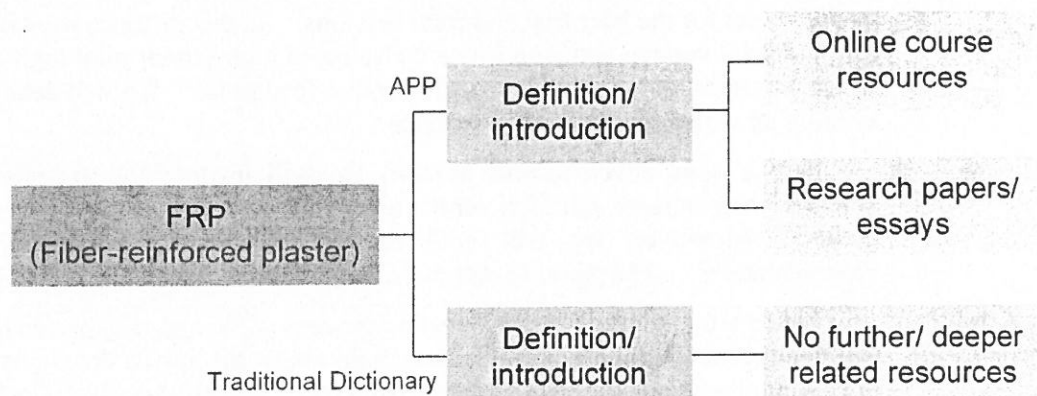 FRP
(Fiber-reinforced plaster)
APP
Definition/
introduction
Online course
resources
Research papers/
essays
Traditional Dictionary
Definition/
introduction
No further/ deeper
related resources